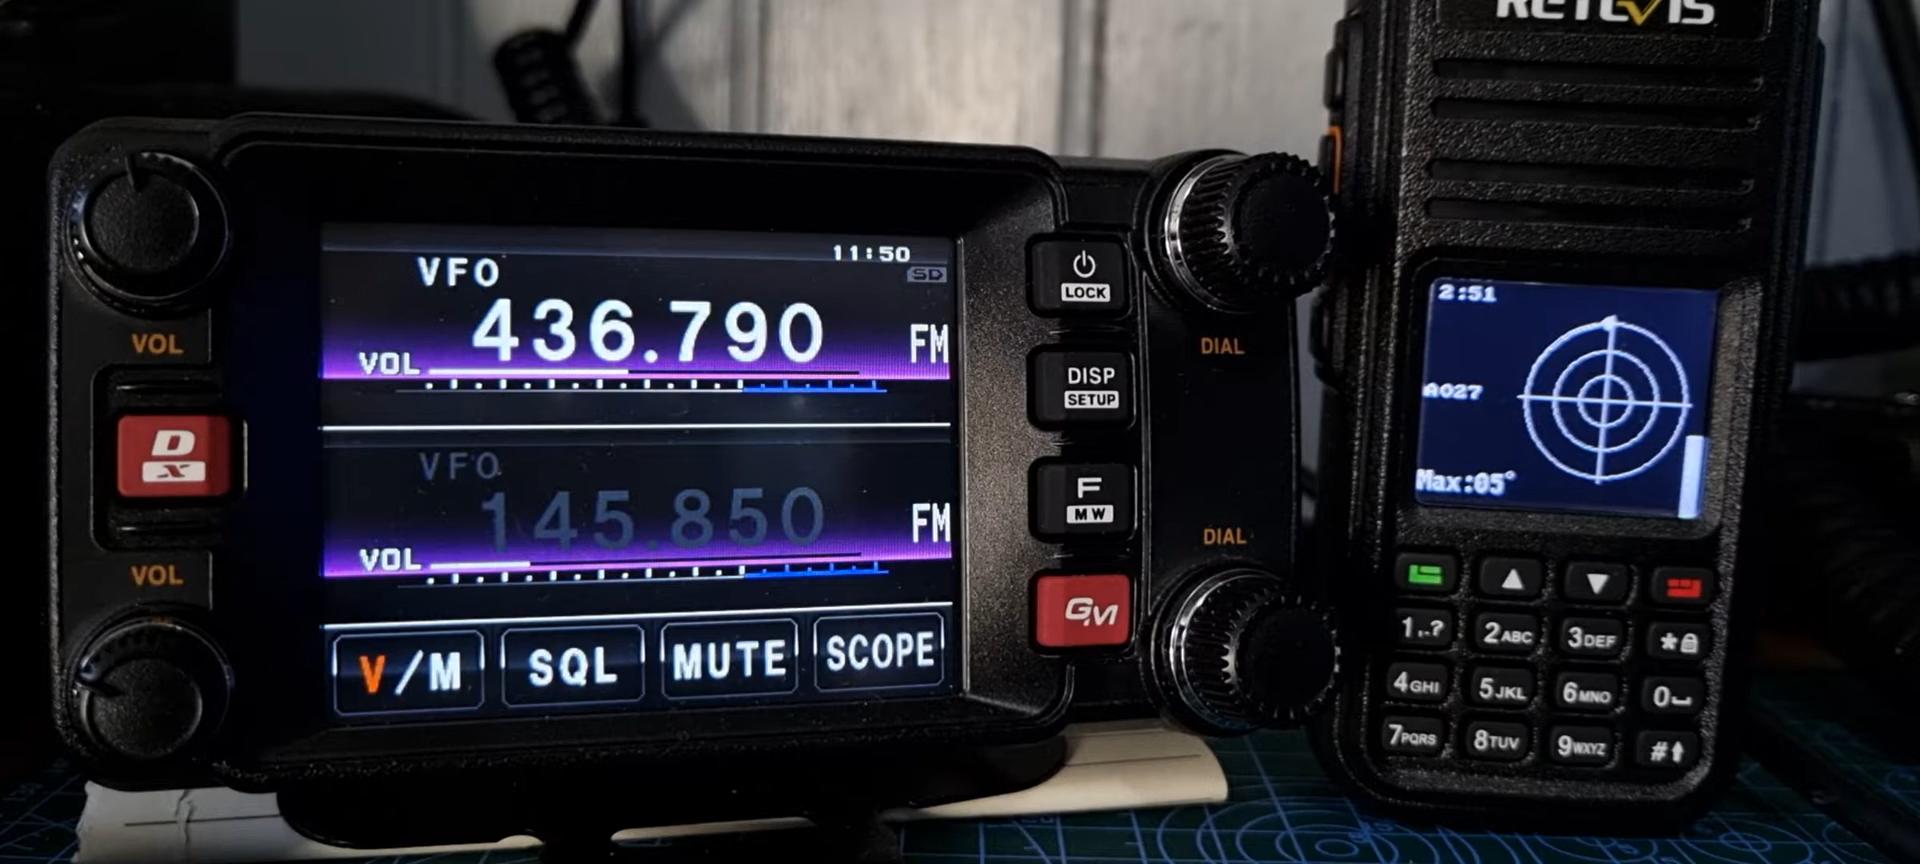 RETEVIS
11:50
SD
VFO
436.790
FM
VOL
VFO
145.850
FM
VOL
V/M
SQL
MUTE
SCOPE
VOL
D
X
VOL
LOCK
DISP
SETUP
F
MW
GM
DIAL
DIAL
2:51
A027
Max:05°
1,.?
2ABC
3DEF
*
4GHI
5JKL
6MNO
0
7PQRS
8TUV
9WXYZ
#